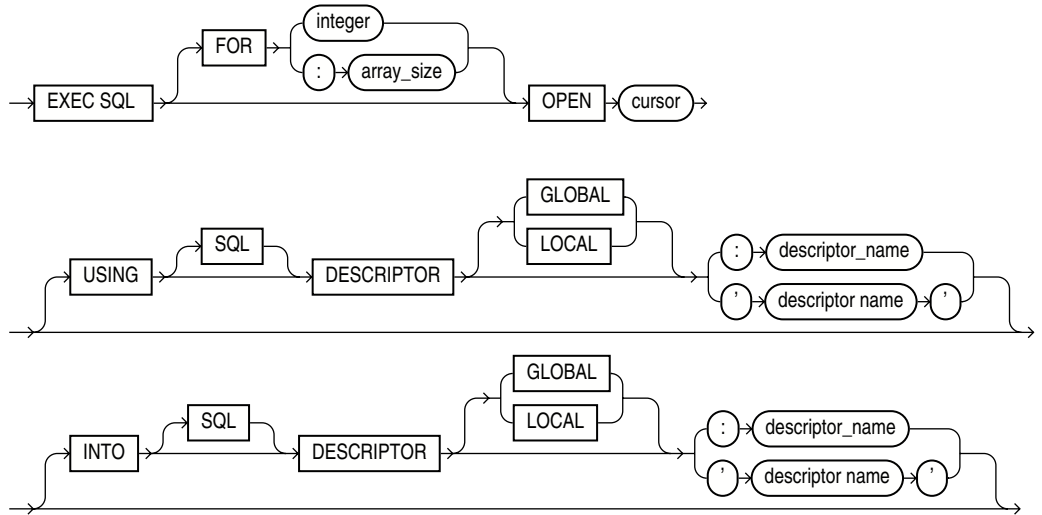 integer
FOR
: array_size
EXEC SQL OPEN cursor
GLOBAL
SQL LOCAL : descriptor_name
USING DESCRIPTOR
' descriptor name '
GLOBAL
SQL LOCAL : descriptor_name
INTO DESCRIPTOR
' descriptor name '